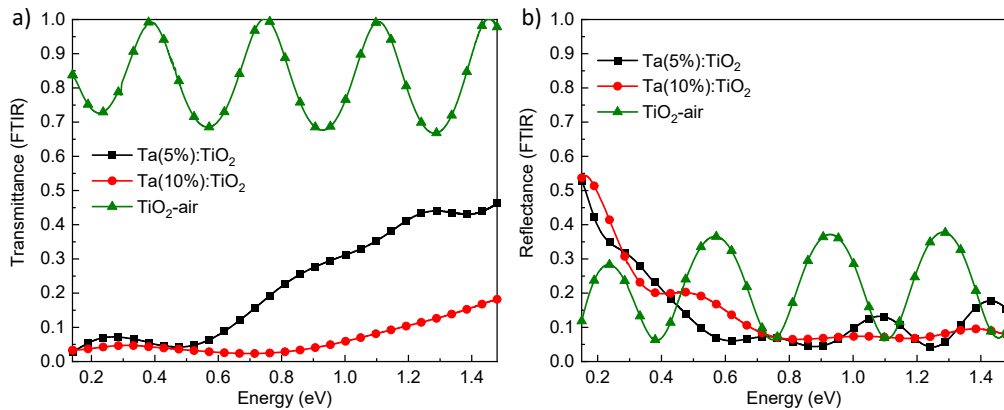 a)
Transmittance (FTIR)
1.0
0.9
0.8
0.7
0.6
0.5
0.4
0.3
0.2
0.1
0.0
Ta(5%):TiO₂
Ta(10%):TiO₂
TiO₂-air
0.2 0.4 0.6 0.8 1.0 1.2 1.4
Energy (eV)
b)
Reflectance (FTIR)
1.0
0.9
0.8
0.7
0.6
0.5
0.4
0.3
0.2
0.1
0.0
Ta(5%):TiO₂
Ta(10%):TiO₂
TiO₂-air
0.2 0.4 0.6 0.8 1.0 1.2 1.4
Energy (eV)